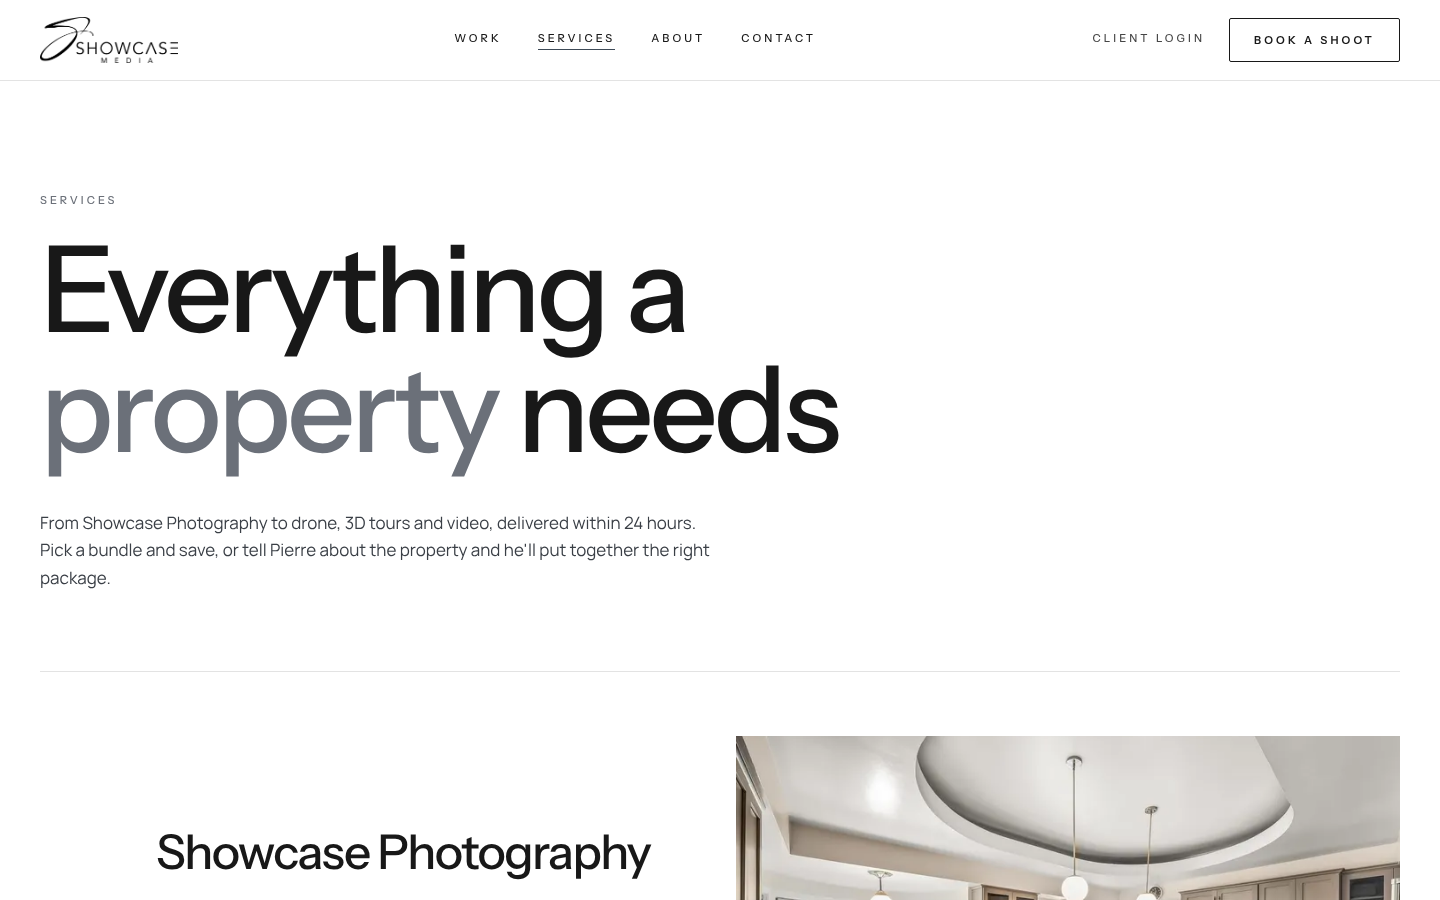 SHOWCASE
MEDIA
WORK
SERVICES
ABOUT
CONTACT
CLIENT LOGIN
BOOK A SHOOT
SERVICES
Everything a
property needs
From Showcase Photography to drone, 3D tours and video, delivered within 24 hours.
Pick a bundle and save, or tell Pierre about the property and he'll put together the right
package.
Showcase Photography